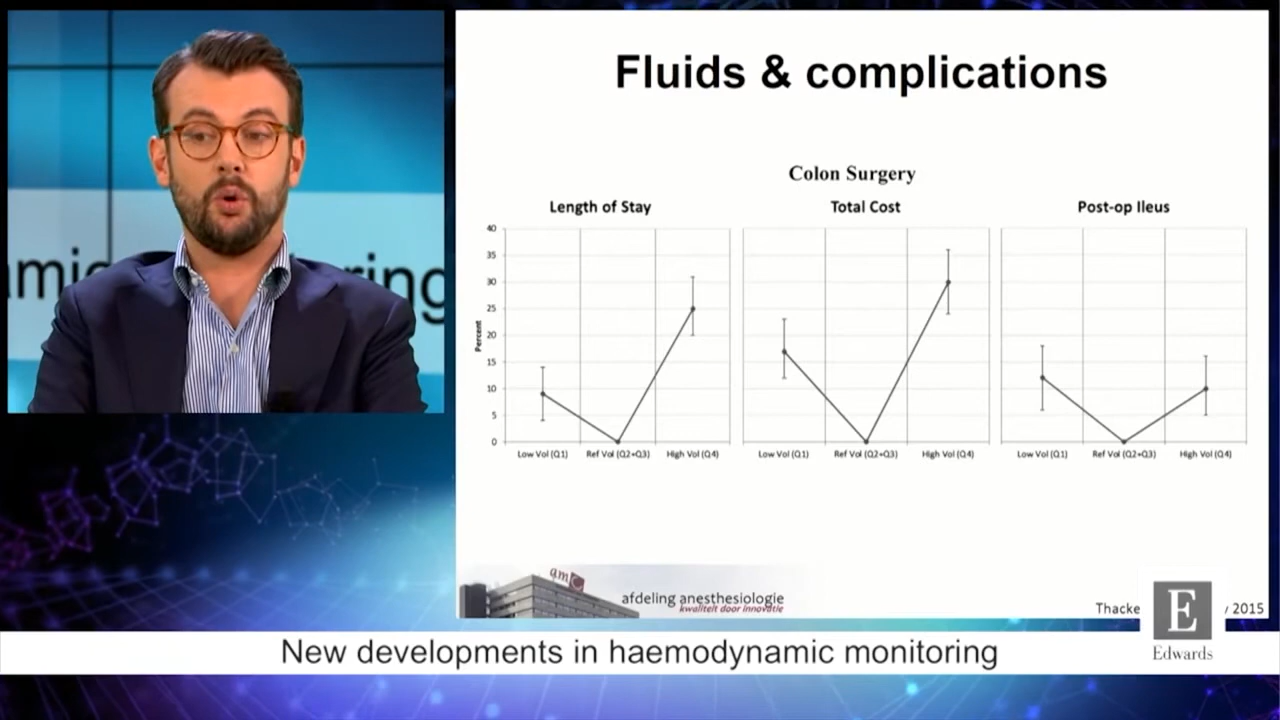 Fluids & complications
Colon Surgery
Length of Stay
Total Cost
Post-op Ileus
Percent
40
35
30
25
20
15
10
5
0
Low Vol (Q1)
Ref Vol (Q2+Q3)
High Vol (Q4)
Low Vol (Q1)
Ref Vol (Q2+Q3)
High Vol (Q4)
Low Vol (Q1)
Ref Vol (Q2+Q3)
High Vol (Q4)
amc
afdeling anesthesiologie
kwaliteit door innovatie
2015
E
Edwards
New developments in haemodynamic monitoring